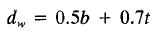 d_w = 0.5b + 0.7t